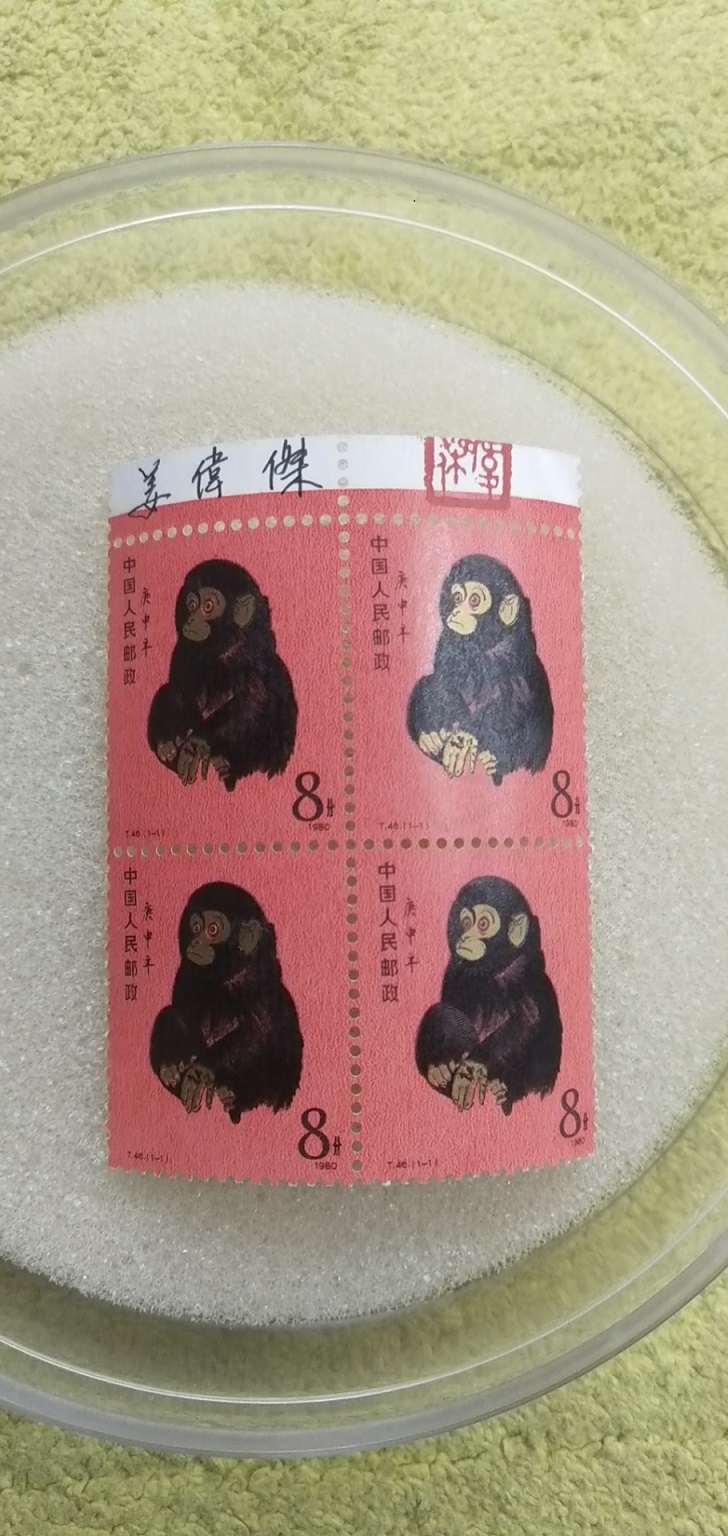 姜偉傑
偉傑
中国人民邮政
庚申年
8分
1980
T.46.(1-1)
中国人民邮政
庚申年
8分
1980
T.46.(1-1)
中国人民邮政
庚申年
8分
1980
T.46.(1-1)
中国人民邮政
庚申年
8分
1980
T.46.(1-1)